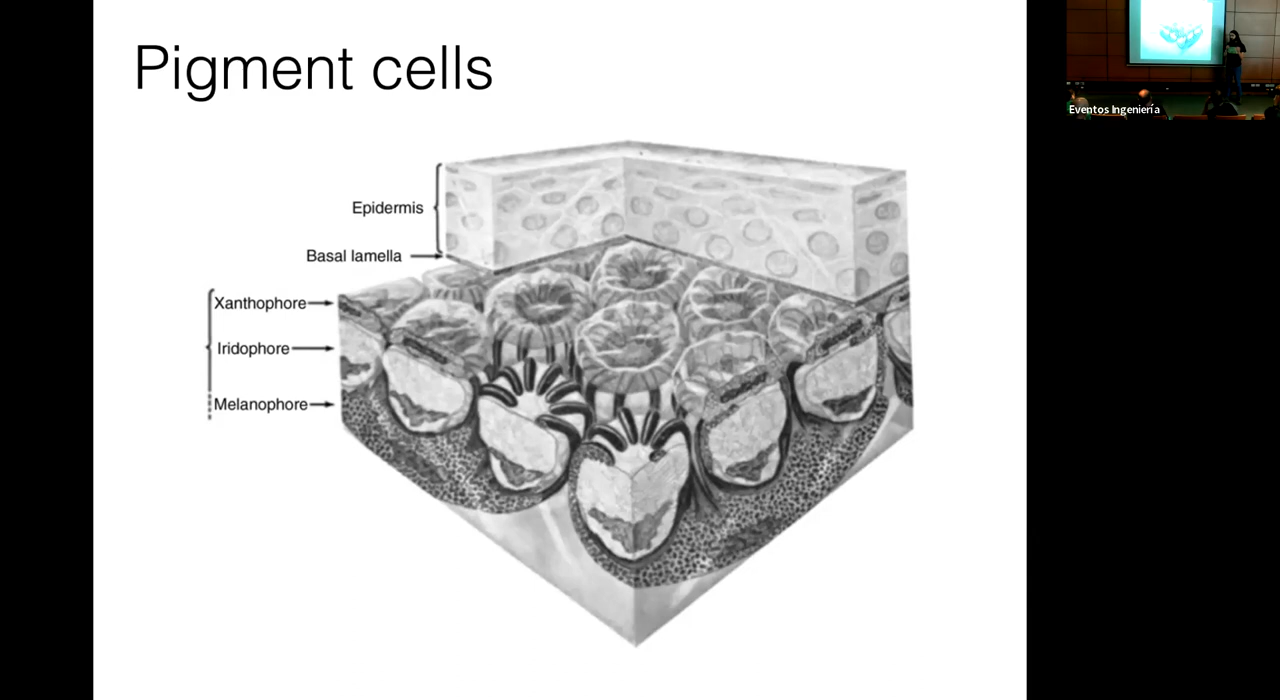 Pigment cells
Epidermis
Basal lamella
Xanthophore
Iridophore
Melanophore
Eventos Ingeniería